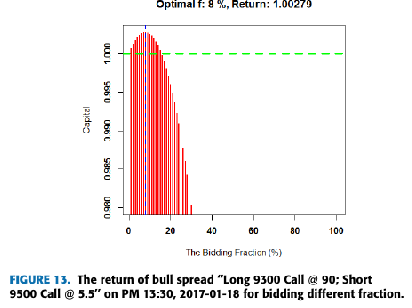 Optimal f: 8 %, Return: 1.00279
1.000
0.995
0.990
0.985
0.980
Capital
0 20 40 60 80 100
The Bidding Fraction (%)
FIGURE 13. The return of bull spread "Long 9300 Call @ 90; Short
9500 Call @ 5.5" on PM 13:30, 2017-01-18 for bidding different fraction.